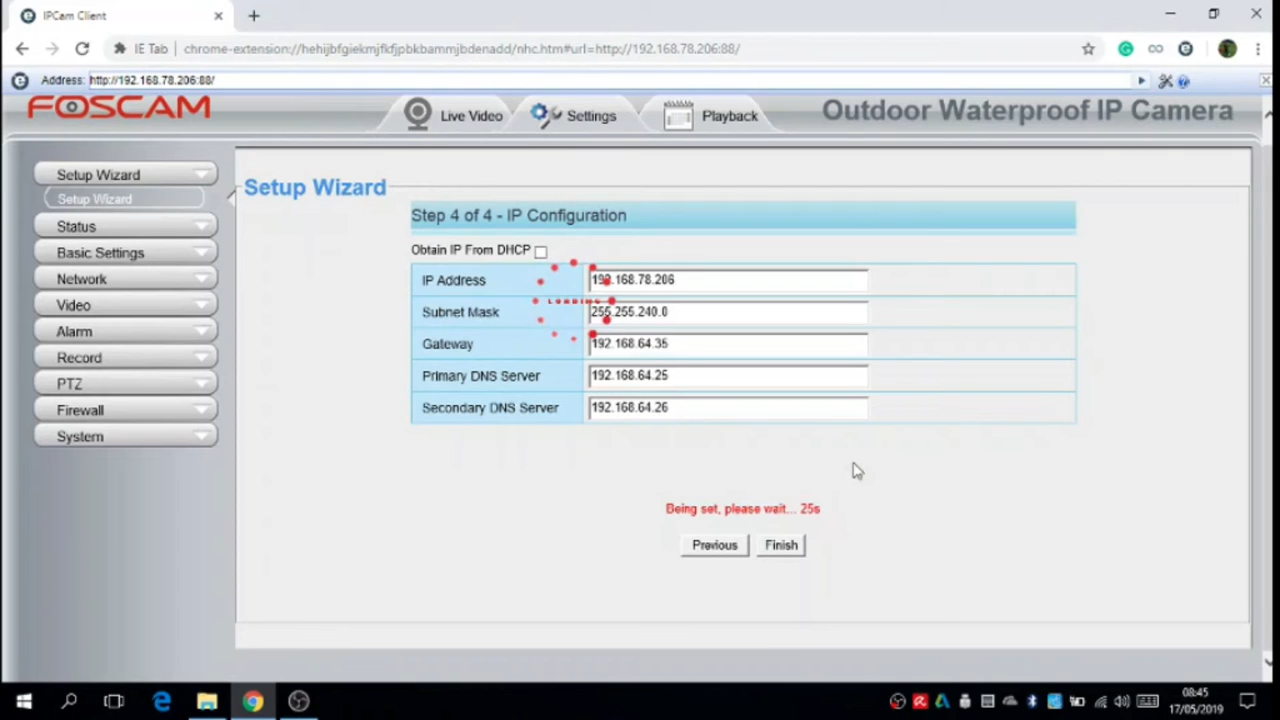 IPCam Client
IE Tab
chrome-extension://hehijbfgiekmjfkfjpbkbammjbdenadd/nhc.htm#url=http://192.168.78.206:88/
Address: http://192.168.78.206:88/
FOSCAM
Live Video
Settings
Playback
Outdoor Waterproof IP Camera
Setup Wizard
Setup Wizard
Status
Basic Settings
Network
Video
Alarm
Record
PTZ
Firewall
System
Setup Wizard
Step 4 of 4 - IP Configuration
Obtain IP From DHCP
IP Address 192.168.78.206
LOADING
Subnet Mask 255.255.240.0
Gateway 192.168.64.35
Primary DNS Server 192.168.64.25
Secondary DNS Server 192.168.64.26
Being set, please wait... 25s
Previous Finish
08:45
17/05/2019